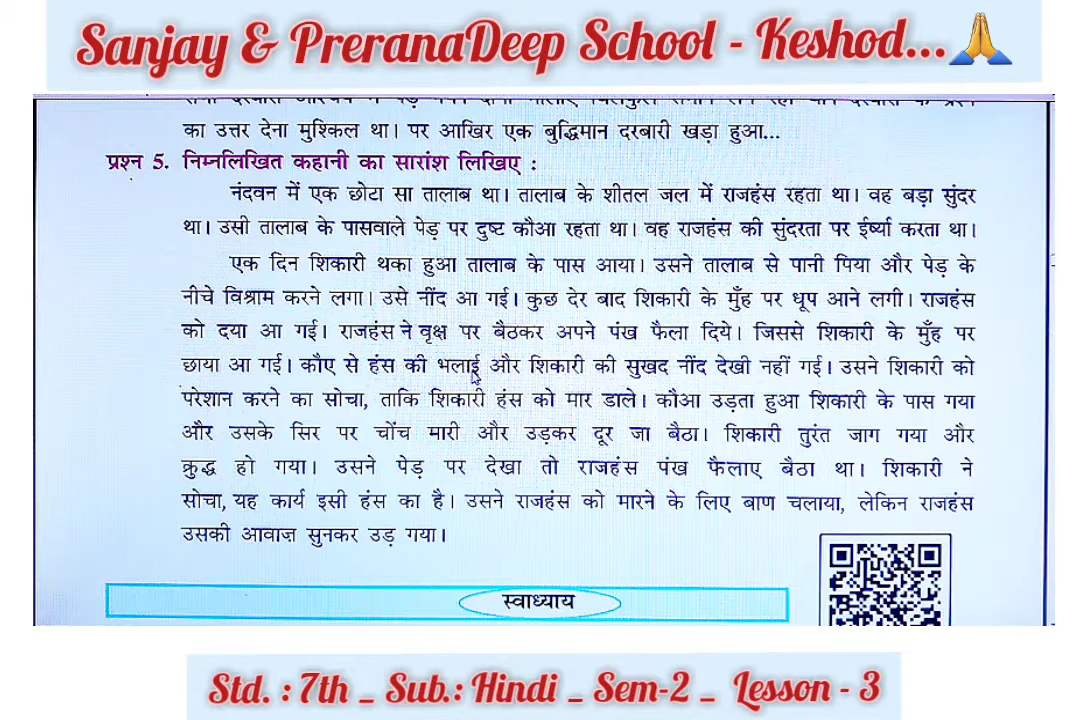 Sanjay & PreranaDeep School - Keshod...🙏
का उत्तर देना मुश्किल था। पर आखिर एक बुद्धिमान दरबारी खड़ा हुआ...
प्रश्न 5. निम्नलिखित कहानी का सारांश लिखिए :
नंदवन में एक छोटा सा तालाब था। तालाब के शीतल जल में राजहंस रहता था। वह बड़ा सुंदर
था। उसी तालाब के पासवाले पेड़ पर दुष्ट कौआ रहता था। वह राजहंस की सुंदरता पर ईर्ष्या करता था।
एक दिन शिकारी थका हुआ तालाब के पास आया। उसने तालाब से पानी पिया और पेड़ के
नीचे विश्राम करने लगा। उसे नींद आ गई। कुछ देर बाद शिकारी के मुँह पर धूप आने लगी। राजहंस
को दया आ गई। राजहंस ने वृक्ष पर बैठकर अपने पंख फैला दिये। जिससे शिकारी के मुँह पर
छाया आ गई। कौए से हंस की भलाई और शिकारी की सुखद नींद देखी नहीं गई। उसने शिकारी को
परेशान करने का सोचा, ताकि शिकारी हंस को मार डाले। कौआ उड़ता हुआ शिकारी के पास गया
और उसके सिर पर चोंच मारी और उड़कर दूर जा बैठा। शिकारी तुरंत जाग गया और
क्रुद्ध हो गया। उसने पेड़ पर देखा तो राजहंस पंख फैलाए बैठा था। शिकारी ने
सोचा, यह कार्य इसी हंस का है। उसने राजहंस को मारने के लिए बाण चलाया, लेकिन राजहंस
उसकी आवाज़ सुनकर उड़ गया।
स्वाध्याय
Std. : 7th _ Sub.: Hindi _ Sem-2 _ Lesson - 3